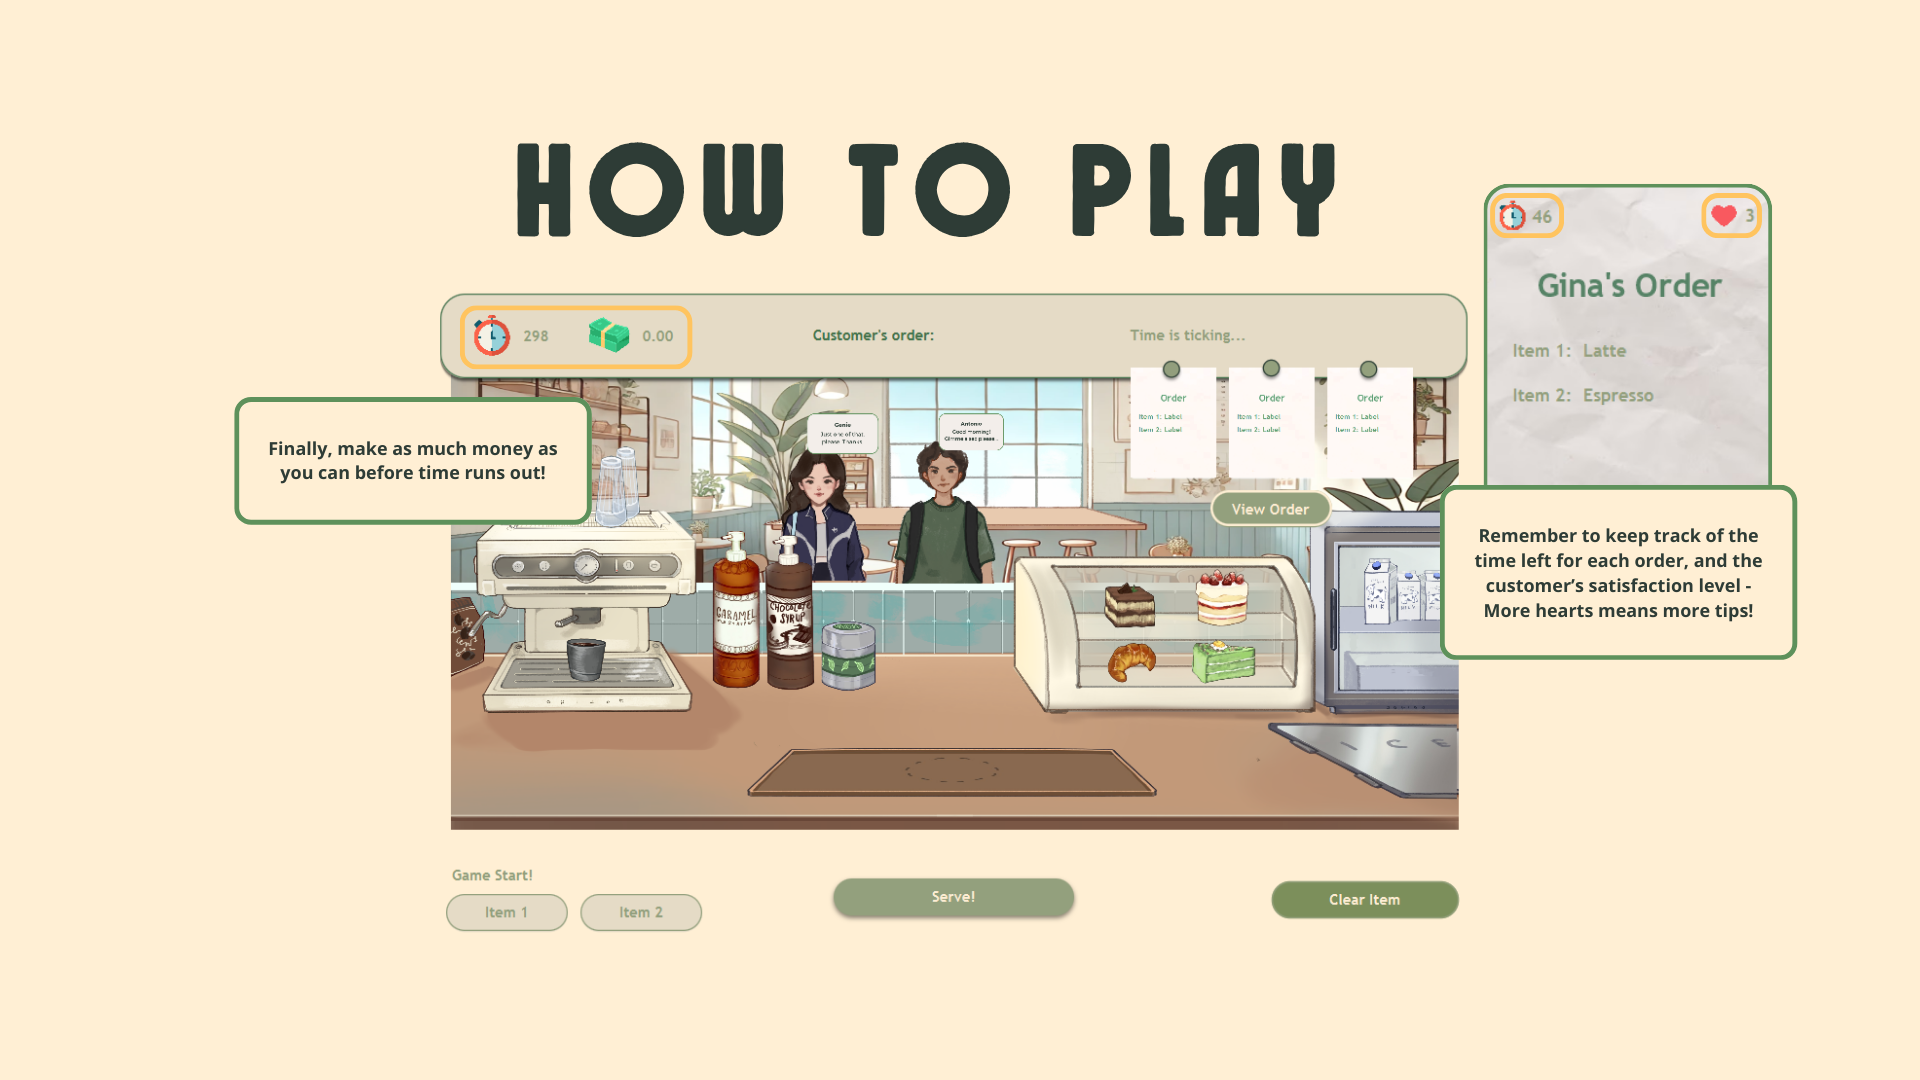 HOW TO PLAY
46
3
Gina's Order
Item 1: Latte
Item 2: Espresso
298
0.00
Customer's order:
Time is ticking...
Order
Item 1: Label
Item 2: Label
Order
Item 1: Label
Item 2: Label
Order
Item 1: Label
Item 2: Label
Just one of that,
please. Thanks
Antonio
Good morning!
View Order
Finally, make as much money as
you can before time runs out!
Remember to keep track of the
time left for each order, and the
customer's satisfaction level -
More hearts means more tips!
CARAMEL
CHOCOLATE
SYRUP
MILK
ICE
Game Start!
Item 1
Item 2
Serve!
Clear Item